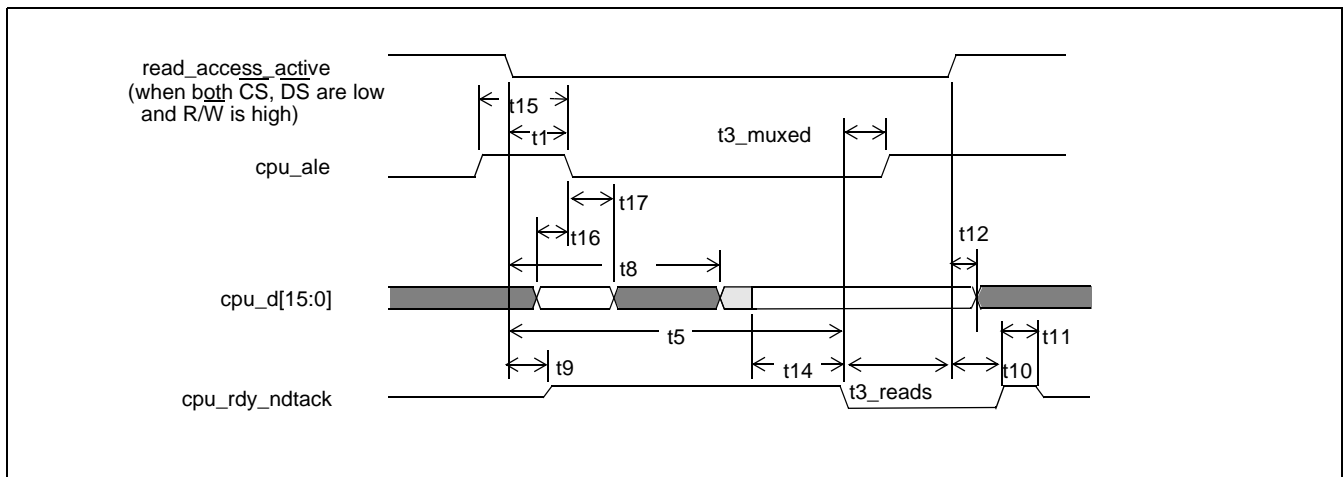 read_access_active
(when both CS, DS are low
and R/W is high)
t15
t1
t3_muxed
cpu_ale
t17
t16
t8
t12
cpu_d[15:0]
t5
t11
t9
t14
t10
t3_reads
cpu_rdy_ndtack